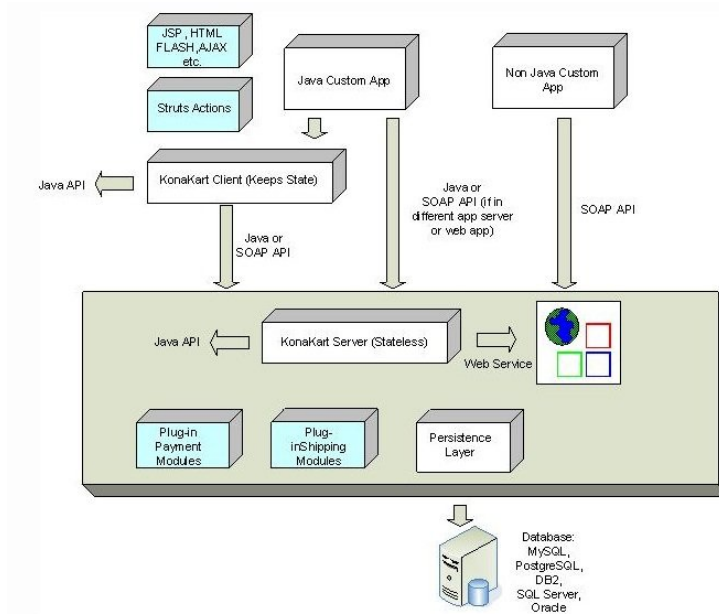 JSP , HTML
FLASH ,AJAX
etc.
Struts Actions
Java Custom App
Non Java Custom
App
Java API
KonaKart Client (Keeps State)
Java or
SOAP API
Java or
SOAP API (if in
different app server
or web app)
SOAP API
Java API
KonaKart Server (Stateless)
Web Service
Plug-in
Payment
Modules
Plug-
inShipping
Modules
Persistence
Layer
Database:
MySQL,
PostgreSQL,
DB2,
SQL Server,
Oracle